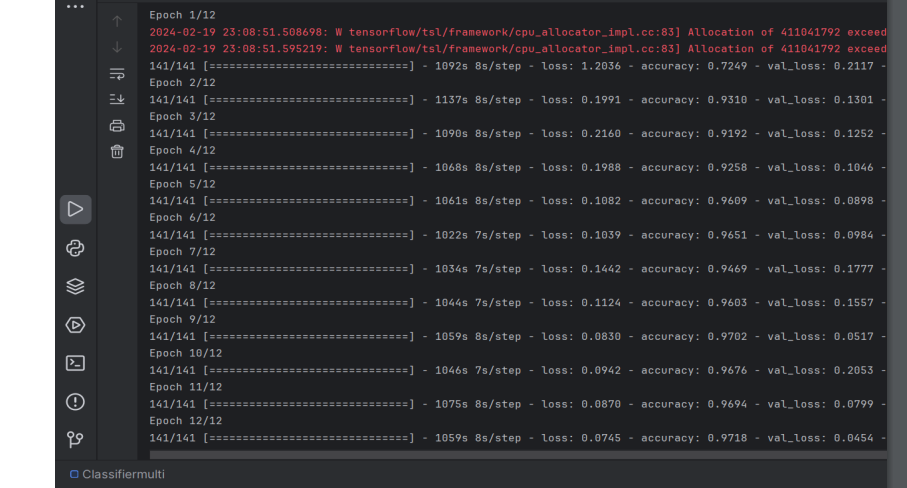 Epoch 1/12
2024-02-19 23:08:51.508698: W tensorflow/tsl/framework/cpu_allocator_impl.cc:83] Allocation of 411041792 exceed
2024-02-19 23:08:51.595219: W tensorflow/tsl/framework/cpu_allocator_impl.cc:83] Allocation of 411041792 exceed
141/141 [==============================] - 1092s 8s/step - loss: 1.2036 - accuracy: 0.7249 - val_loss: 0.2117 -
Epoch 2/12
141/141 [==============================] - 1137s 8s/step - loss: 0.1991 - accuracy: 0.9310 - val_loss: 0.1301 -
Epoch 3/12
141/141 [==============================] - 1090s 8s/step - loss: 0.2160 - accuracy: 0.9192 - val_loss: 0.1252 -
Epoch 4/12
141/141 [==============================] - 1068s 8s/step - loss: 0.1988 - accuracy: 0.9258 - val_loss: 0.1046 -
Epoch 5/12
141/141 [==============================] - 1061s 8s/step - loss: 0.1082 - accuracy: 0.9609 - val_loss: 0.0898 -
Epoch 6/12
141/141 [==============================] - 1022s 7s/step - loss: 0.1039 - accuracy: 0.9651 - val_loss: 0.0984 -
Epoch 7/12
141/141 [==============================] - 1034s 7s/step - loss: 0.1442 - accuracy: 0.9469 - val_loss: 0.1777 -
Epoch 8/12
141/141 [==============================] - 1044s 7s/step - loss: 0.1124 - accuracy: 0.9603 - val_loss: 0.1557 -
Epoch 9/12
141/141 [==============================] - 1059s 8s/step - loss: 0.0830 - accuracy: 0.9702 - val_loss: 0.0517 -
Epoch 10/12
141/141 [==============================] - 1046s 7s/step - loss: 0.0942 - accuracy: 0.9676 - val_loss: 0.2053 -
Epoch 11/12
141/141 [==============================] - 1075s 8s/step - loss: 0.0870 - accuracy: 0.9694 - val_loss: 0.0799 -
Epoch 12/12
141/141 [==============================] - 1059s 8s/step - loss: 0.0745 - accuracy: 0.9718 - val_loss: 0.0454 -
Classifiermulti